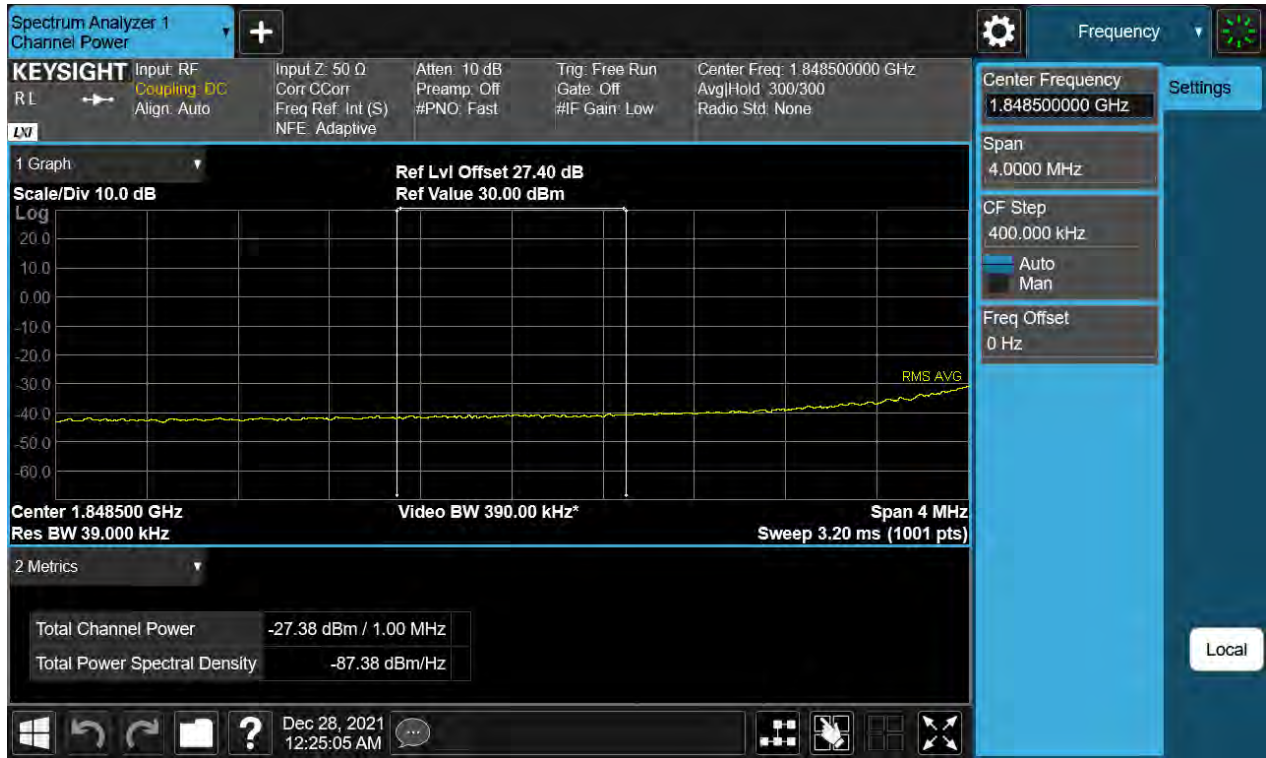 Spectrum Analyzer 1
Channel Power
Frequency
KEYSIGHT
RL
LXI
Input: RF
Coupling: DC
Align: Auto
Input Z: 50 Ω
Corr CCorr
Freq Ref: Int (S)
NFE: Adaptive
Atten: 10 dB
Preamp: Off
#PNO: Fast
Trig: Free Run
Gate: Off
#IF Gain: Low
Center Freq: 1.848500000 GHz
Avg|Hold: 300/300
Radio Std: None
1 Graph
Scale/Div 10.0 dB
Ref Lvl Offset 27.40 dB
Ref Value 30.00 dBm
Log
20.0
10.0
0.00
-10.0
-20.0
-30.0
-40.0
-50.0
-60.0
RMS AVG
Center 1.848500 GHz
Res BW 39.000 kHz
Video BW 390.00 kHz*
Span 4 MHz
Sweep 3.20 ms (1001 pts)
2 Metrics
Total Channel Power -27.38 dBm / 1.00 MHz
Total Power Spectral Density -87.38 dBm/Hz
?
Dec 28, 2021
12:25:05 AM
Center Frequency
1.848500000 GHz
Settings
Span
4.0000 MHz
CF Step
400.000 kHz
Auto
Man
Freq Offset
0 Hz
Local